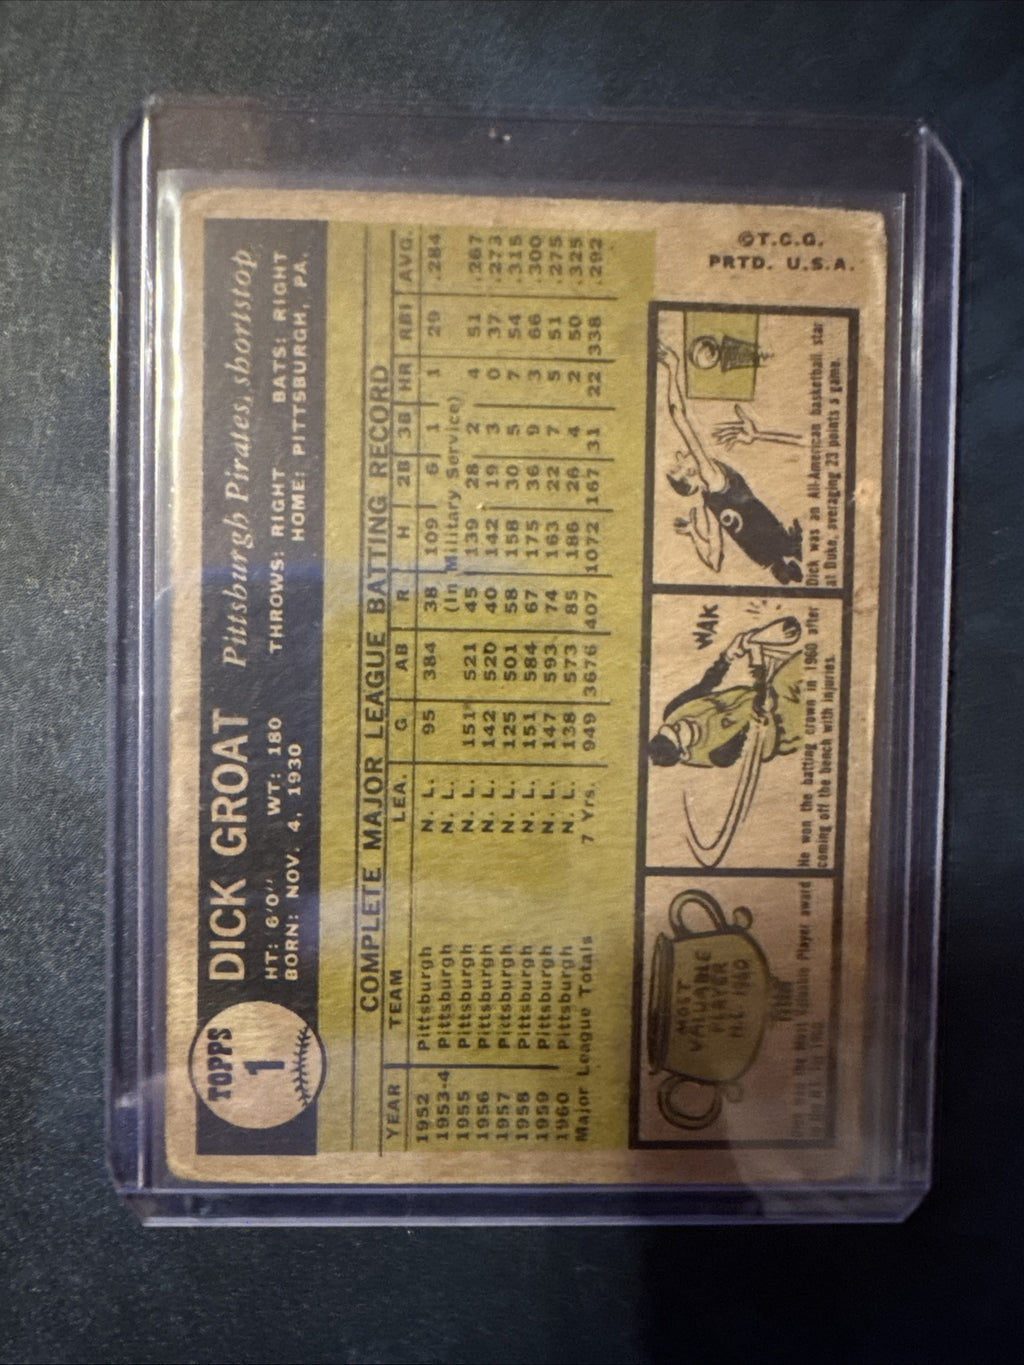 TOPPS
1
DICK GROAT Pittsburgh Pirates, shortstop
HT: 6'0" WT: 180 THROWS: RIGHT BATS: RIGHT
BORN: NOV. 4, 1930 HOME: PITTSBURGH, PA.
COMPLETE MAJOR LEAGUE BATTING RECORD
YEAR TEAM LEA. G AB R H 2B 3B HR RBI AVG.
1952 Pittsburgh N. L. 95 384 38 109 6 1 1 29 .284
1953-4 Pittsburgh N. L. (In Military Service)
1955 Pittsburgh N. L. 151 521 45 139 28 2 4 51 .267
1956 Pittsburgh N. L. 142 520 40 142 19 3 0 37 .273
1957 Pittsburgh N. L. 125 501 58 158 30 5 7 54 .315
1958 Pittsburgh N. L. 151 584 67 175 36 9 3 66 .300
1959 Pittsburgh N. L. 147 593 74 163 22 7 5 51 .275
1960 Pittsburgh N. L. 138 573 85 186 26 4 2 50 .325
Major League Totals 7 Yrs. 949 3676 407 1072 167 31 22 338 .292
MOST
VALUABLE
PLAYER
N.L. 1960
the Most Valuable Player award
WAK
P
He won the batting crown in 1960 after
coming off the bench with injuries.
9
Dick was an All-American basketball star
at Duke, averaging 23 points a game.
©T.C.G.
PRTD. U.S.A.